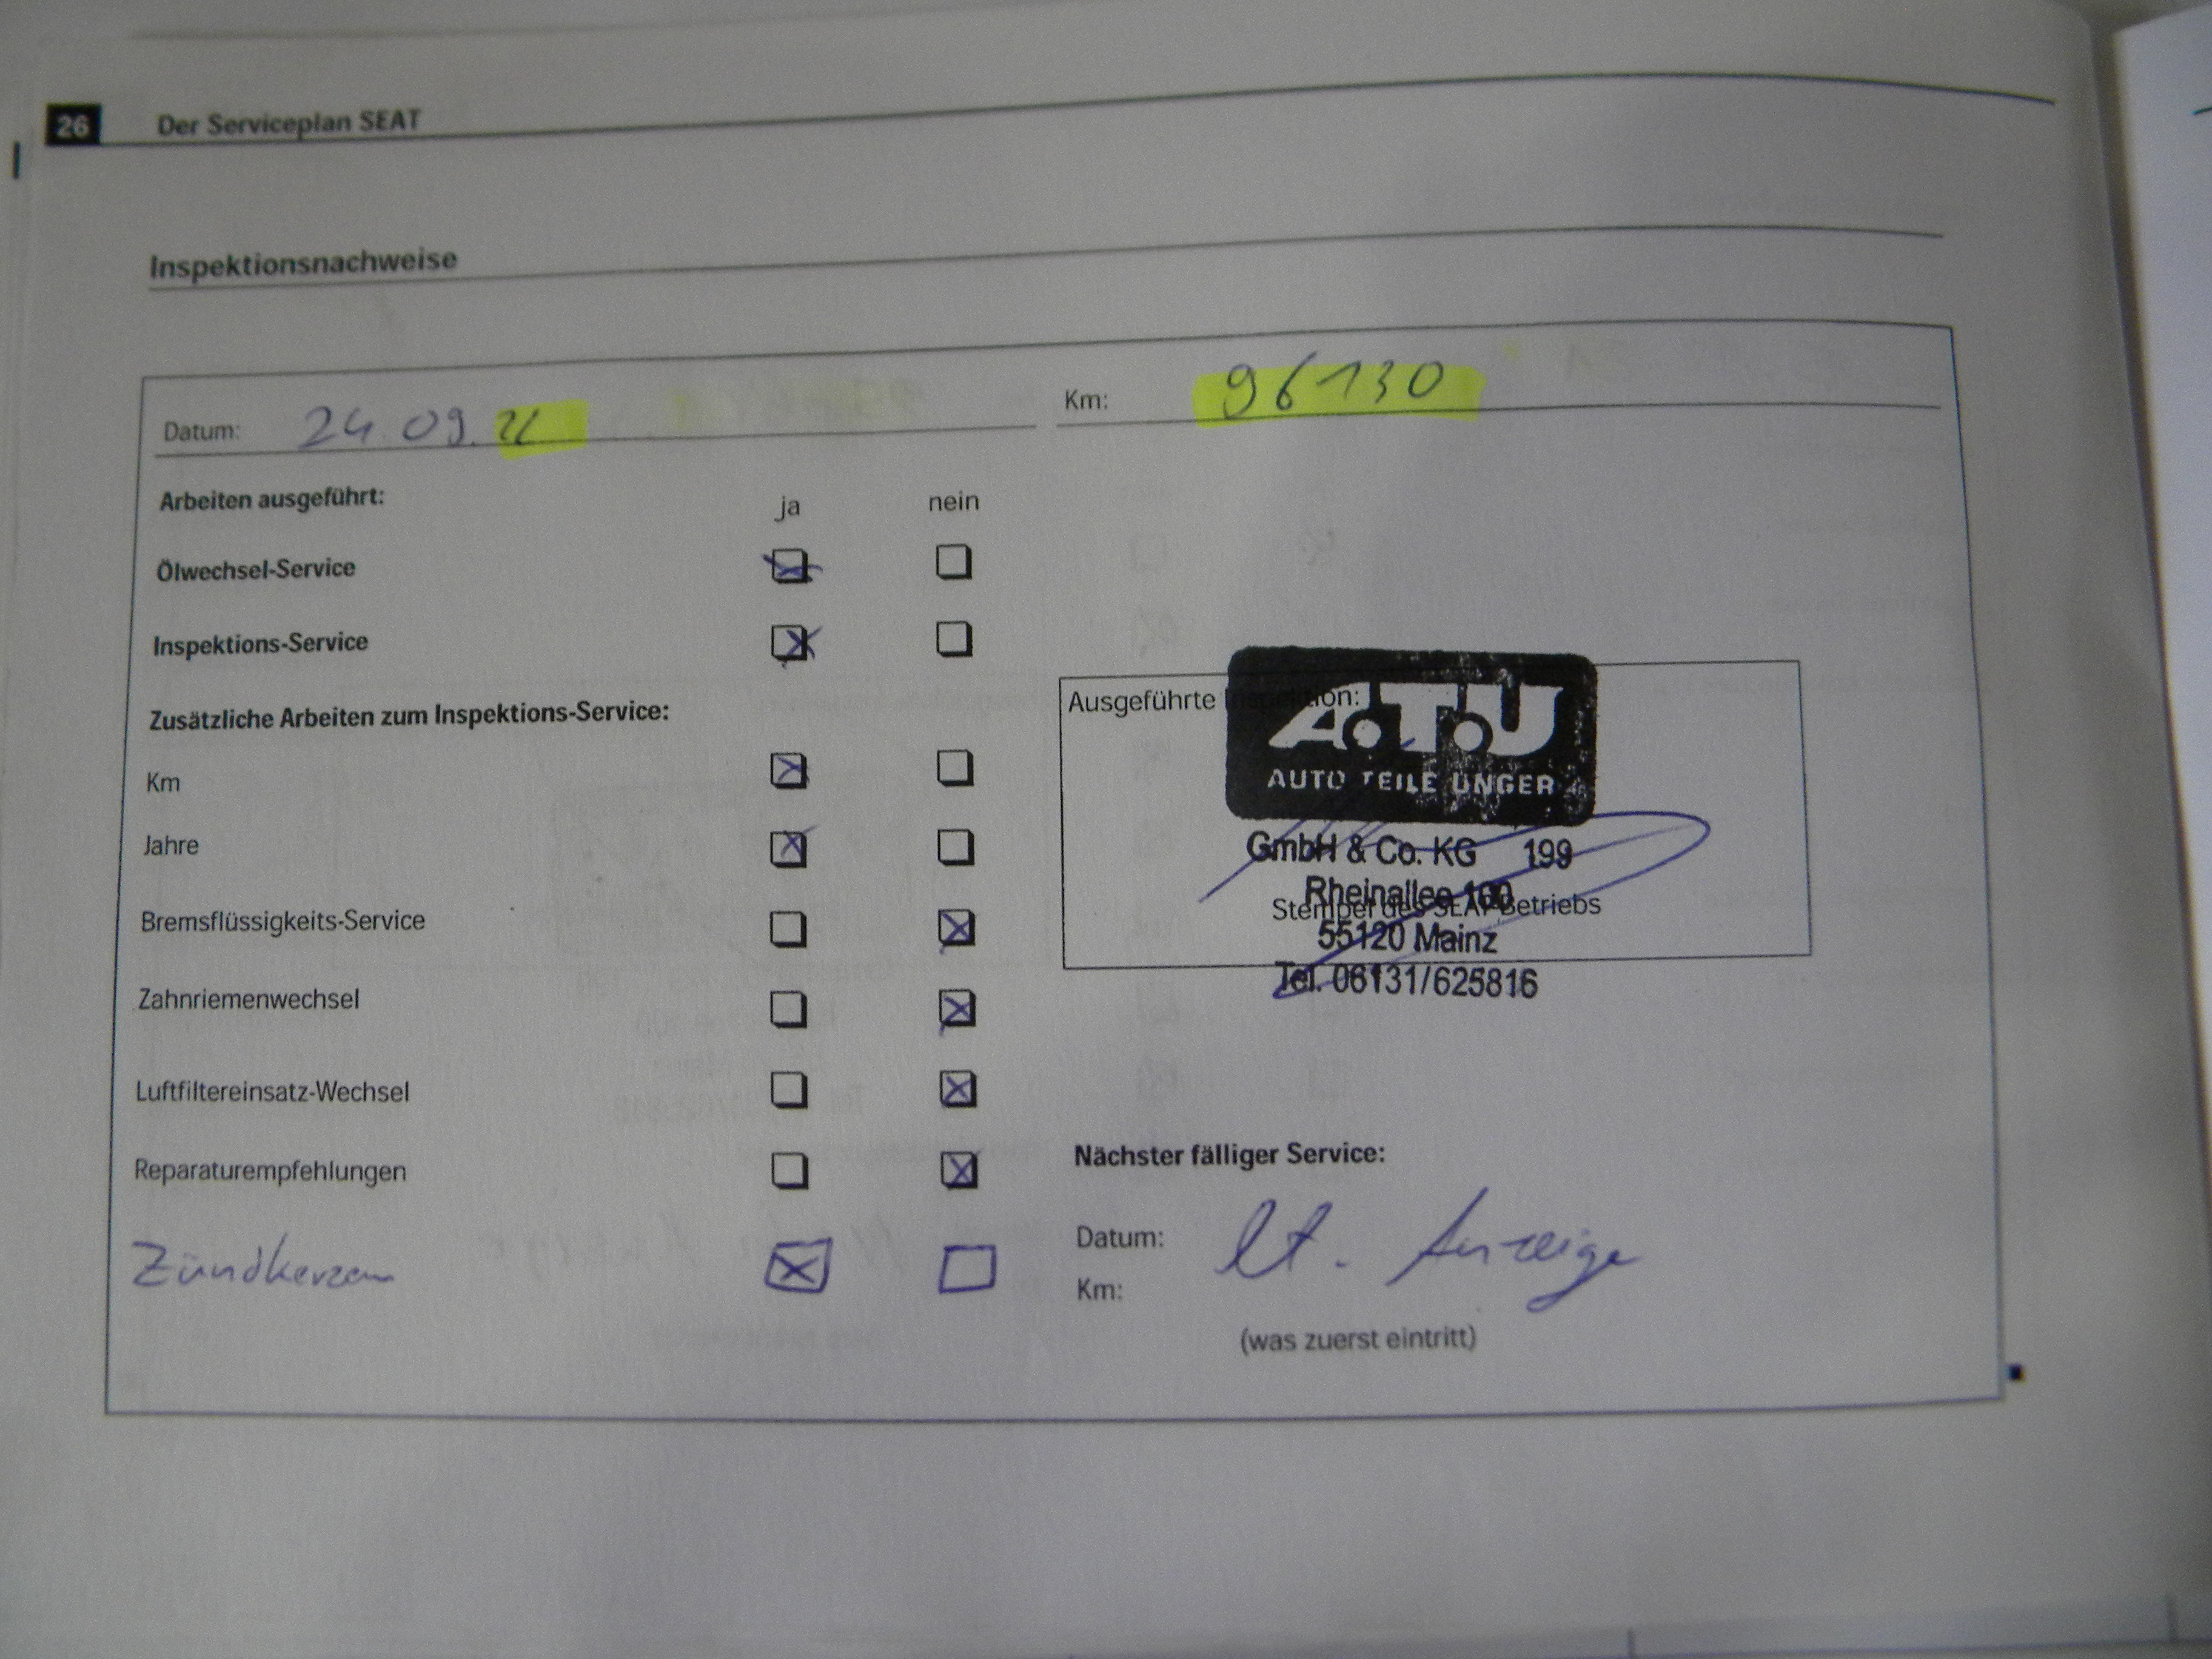 26 Der Serviceplan SEAT
Inspektionsnachweise
Datum: 24.09.
Km: 96130
Arbeiten ausgeführt: ja nein
Ölwechsel-Service
Inspektions-Service
Zusätzliche Arbeiten zum Inspektions-Service:
Km
Jahre
Bremsflüssigkeits-Service
Zahnriemenwechsel
Luftfiltereinsatz-Wechsel
Reparaturempfehlungen
Zündkerzen
Ausgeführte Inspektion:
A.T.U
AUTO TEILE UNGER
GmbH & Co. KG 199
Rheinallee
Stempel des SEAT-Betriebs
55120 Mainz
Tel. 06131/625816
Nächster fälliger Service:
Datum: lt. Anzeige
Km:
(was zuerst eintritt)